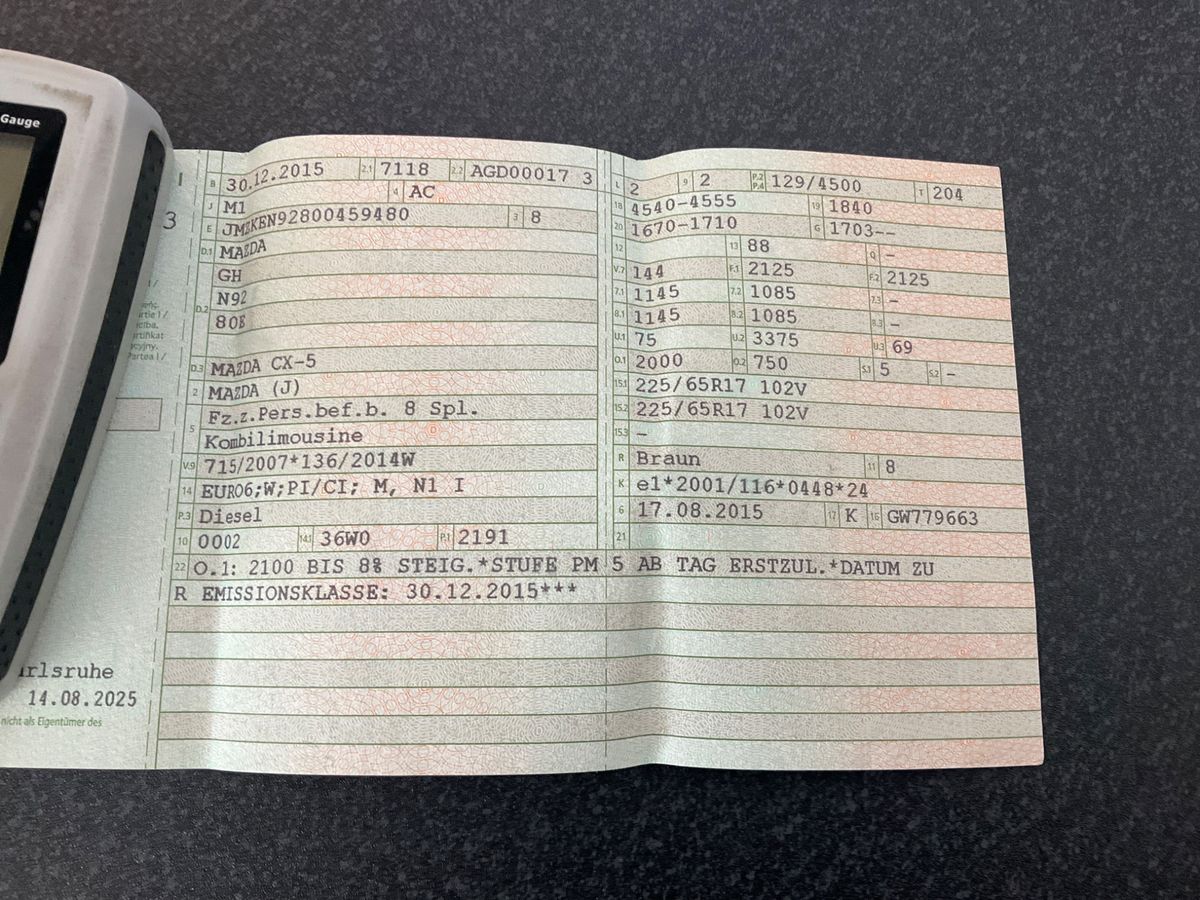 Gauge
I
3
B 30.12.2015 2.1 7118 2.2 AGD00017 3
J M1 4 AC
E JMZKEN92800459480 3 8
D.1 MAZDA
D.2 GH
N92
80E
D.3 MAZDA CX-5
2 MAZDA (J)
5 Fz.z.Pers.bef.b. 8 Spl.
Kombilimousine
V.9 715/2007*136/2014W
14 EURO6;W;PI/CI; M, N1 I
P.3 Diesel
10 0002 14.1 36W0 P.1 2191
L 2 9 2 P.2 P.4 129/4500 T 204
18 4540-4555 19 1840
20 1670-1710 G 1703--
12 13 88 Q -
V.7 144 F.1 2125 F.2 2125
7.1 1145 7.2 1085 7.3 -
8.1 1145 8.2 1085 8.3 -
U.1 75 U.2 3375 U.3 69
O.1 2000 O.2 750 S.1 5 S.2 -
15.1 225/65R17 102V
15.2 225/65R17 102V
15.3 -
R Braun 11 8
K e1*2001/116*0448*24
6 17.08.2015 17 K 16 GW779663
21
22 O.1: 2100 BIS 8% STEIG.*STUFE PM 5 AB TAG ERSTZUL.*DATUM ZU
R EMISSIONSKLASSE: 30.12.2015***
rlsruhe
14.08.2025
nicht als Eigentümer des